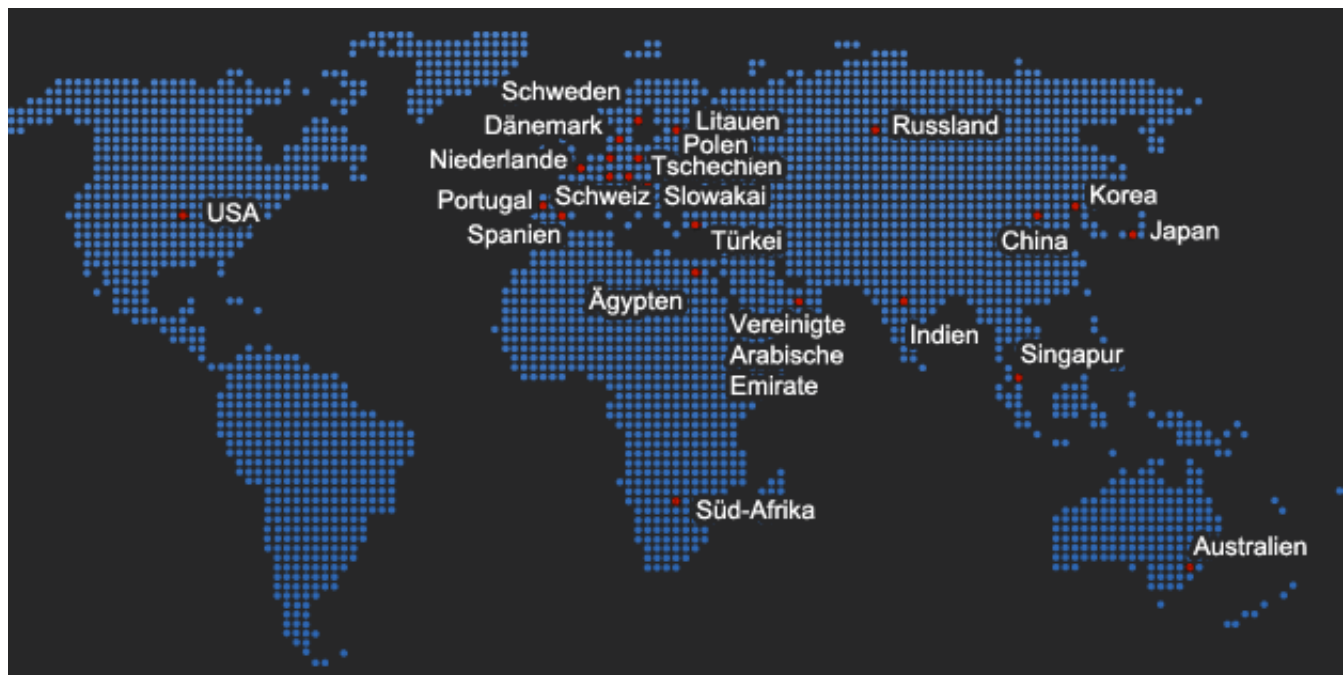 Schweden
Dänemark
Litauen
Russland
Polen
Niederlande
Tschechien
Portugal
Schweiz
Slowakai
Korea
USA
Spanien
Türkei
China
Japan
Ägypten
Vereinigte
Arabische
Emirate
Indien
Singapur
Süd-Afrika
Australien